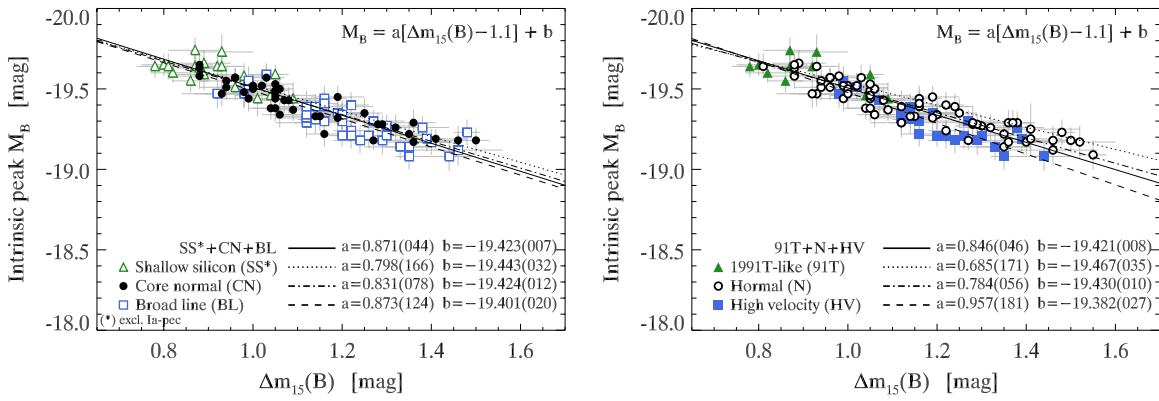 M_B = a[Δm_15(B)−1.1] + b
-20.0
-19.5
-19.0
-18.5
-18.0
Intrinsic peak M_B [mag]
SS*+CN+BL a=0.871(044) b=−19.423(007)
Shallow silicon (SS*) a=0.798(166) b=−19.443(032)
Core normal (CN) a=0.831(078) b=−19.424(012)
Broad line (BL) a=0.873(124) b=−19.401(020)
(*) excl. Ia-pec
0.8 1.0 1.2 1.4 1.6
Δm_15(B) [mag]
M_B = a[Δm_15(B)−1.1] + b
-20.0
-19.5
-19.0
-18.5
-18.0
Intrinsic peak M_B [mag]
91T+N+HV a=0.846(046) b=−19.421(008)
1991T-like (91T) a=0.685(171) b=−19.467(035)
Hormal (N) a=0.784(056) b=−19.430(010)
High velocity (HV) a=0.957(181) b=−19.382(027)
0.8 1.0 1.2 1.4 1.6
Δm_15(B) [mag]